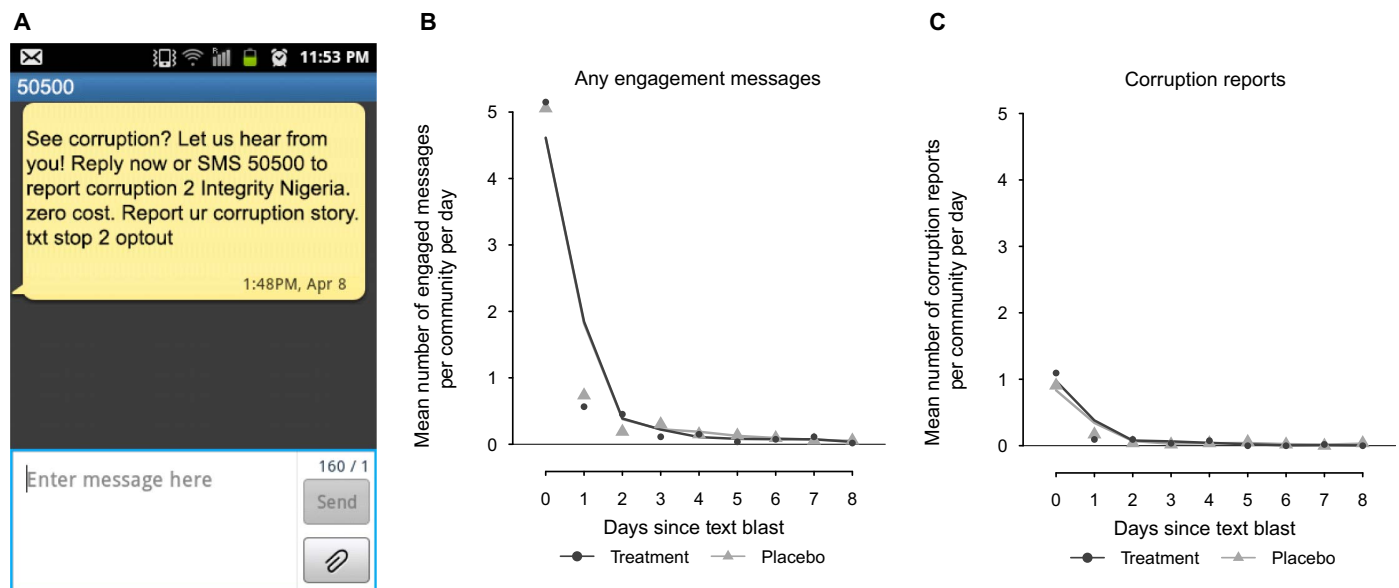 A
11:53 PM
50500
See corruption? Let us hear from
you! Reply now or SMS 50500 to
report corruption 2 Integrity Nigeria.
zero cost. Report ur corruption story.
txt stop 2 optout
1:48PM, Apr 8
Enter message here
160 / 1
Send
B
Any engagement messages
Mean number of engaged messages
per community per day
5
4
3
2
1
0
0 1 2 3 4 5 6 7 8
Days since text blast
Treatment Placebo
C
Corruption reports
Mean number of corruption reports
per community per day
5
4
3
2
1
0
0 1 2 3 4 5 6 7 8
Days since text blast
Treatment Placebo